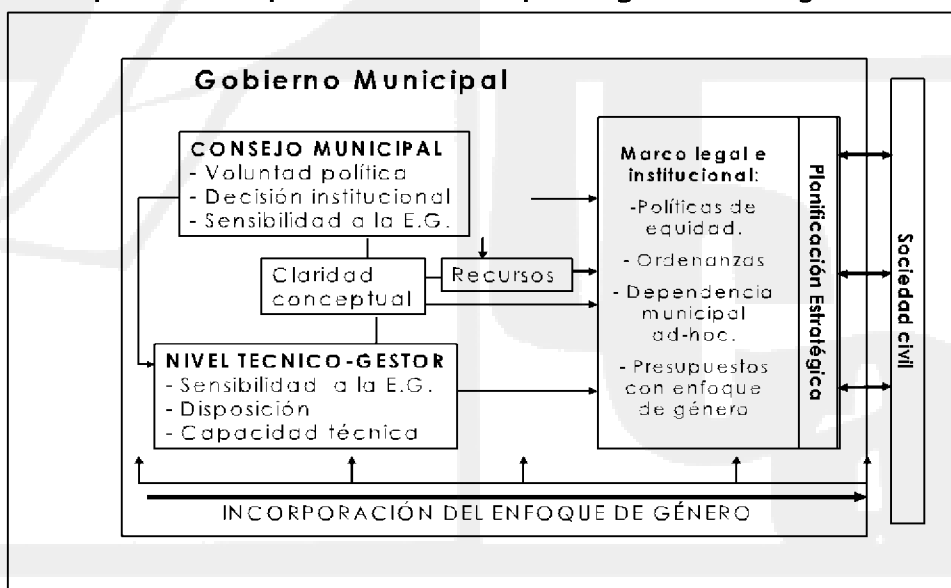 Gobierno Municipal
CONSEJO MUNICIPAL
- Voluntad política
- Decisión institucional
- Sensibilidad a la E.G.
Claridad
conceptual
Recursos
NIVEL TECNICO-GESTOR
- Sensibilidad a la E.G.
- Disposición
- Capacidad técnica
Marco legal e
institucional:
-Políticas de
equidad.
- Ordenanzas
- Dependencia
municipal
ad-hoc.
- Presupuestos
con enfoque
de género
Planificación Estratégica
Sociedad civil
INCORPORACIÓN DEL ENFOQUE DE GÉNERO